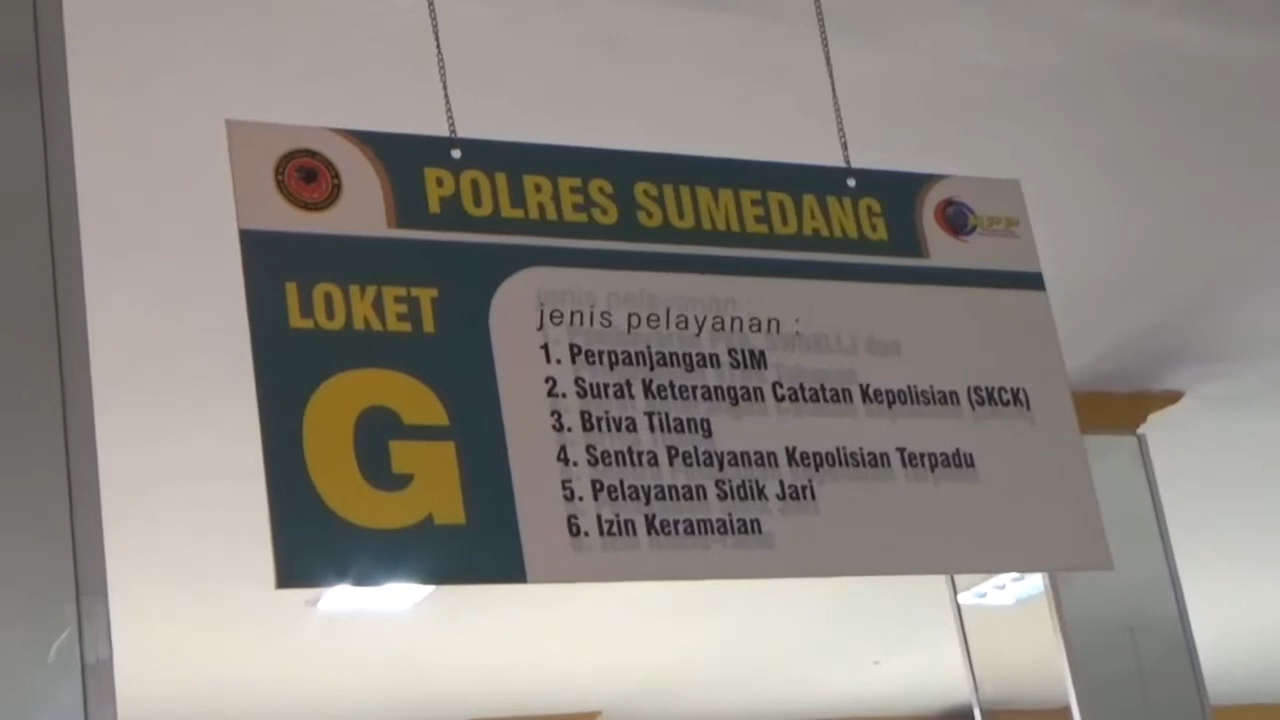 POLRES SUMEDANG
LOKET
G
jenis pelayanan :
1. Perpanjangan SIM
2. Surat Keterangan Catatan Kepolisian (SKCK)
3. Briva Tilang
4. Sentra Pelayanan Kepolisian Terpadu
5. Pelayanan Sidik Jari
6. Izin Keramaian